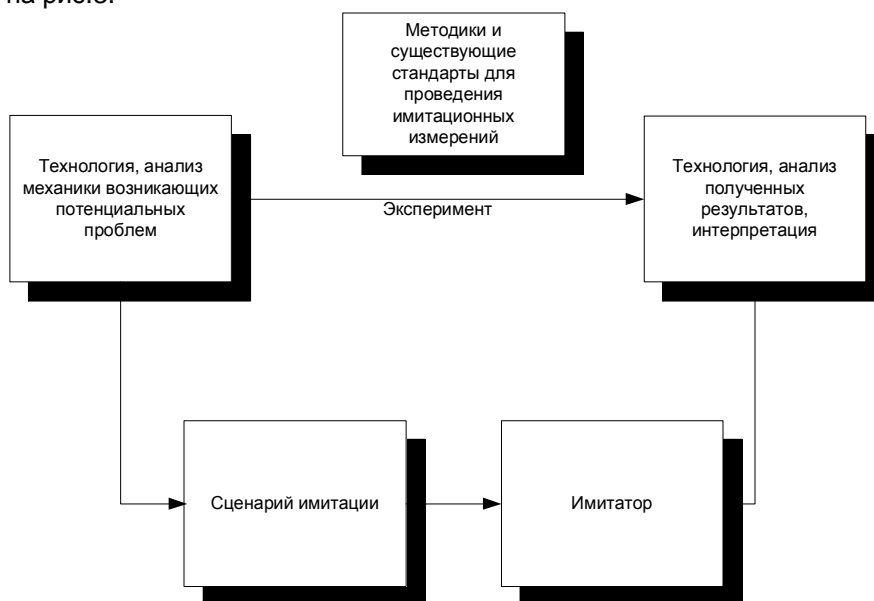 на рис.8.
Методики и
существующие
стандарты для
проведения
имитационных
измерений
Технология, анализ
механики возникающих
потенциальных
проблем
Эксперимент
Технология, анализ
полученных
результатов,
интерпретация
Сценарий имитации
Имитатор